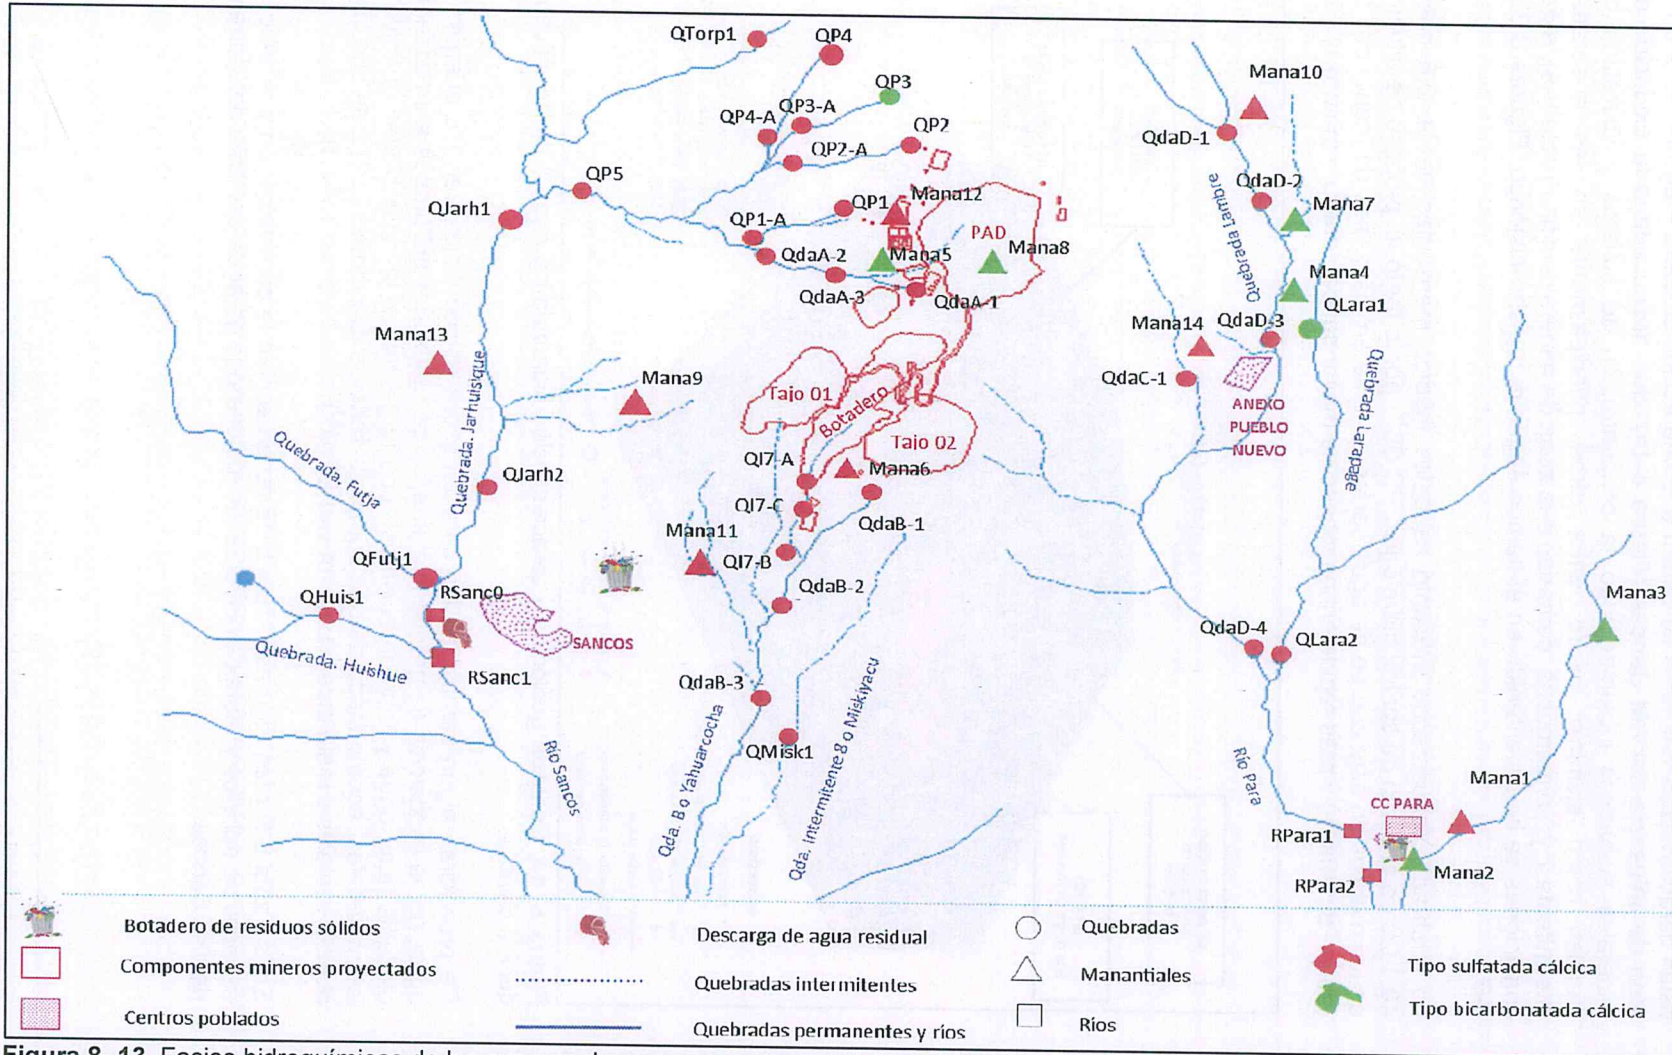 QTorp1
QP4
QP3
QP4-A
QP3-A
QP2
QP2-A
QP5
QJarh1
QP1
Mana12
QP1-A
PAD
QdaA-2
Mana5
Mana8
QdaA-3
QdaA-1
Mana10
QdaD-1
QdaD-2
Quebrada Lambre
Mana7
Mana4
QLara1
Mana14
QdaD-3
QdaC-1
ANEXO
PUEBLO
NUEVO
Quebrada Larapage
Mana13
Quebrada. Jarhuisique
Mana9
Tajo 01
Botadero
Tajo 02
Quebrada. Futja
QJarh2
QI7-A
Mana6
QI7-C
QdaB-1
Mana11
QI7-B
QFutj1
QHuis1
RSanc0
QdaB-2
SANCOS
Quebrada. Huishue
RSanc1
QdaB-3
QMisk1
Qda. B o Yahuarcocha
Qda. Intermitente 8 o Miskiyacu
Río Sancos
Mana3
QdaD-4
QLara2
Río Para
Mana1
CC PARA
RPara1
RPara2
Mana2
Botadero de residuos sólidos
Componentes mineros proyectados
Centros poblados
Descarga de agua residual
Quebradas intermitentes
Quebradas permanentes y ríos
Quebradas
Manantiales
Ríos
Tipo sulfatada cálcica
Tipo bicarbonatada cálcica